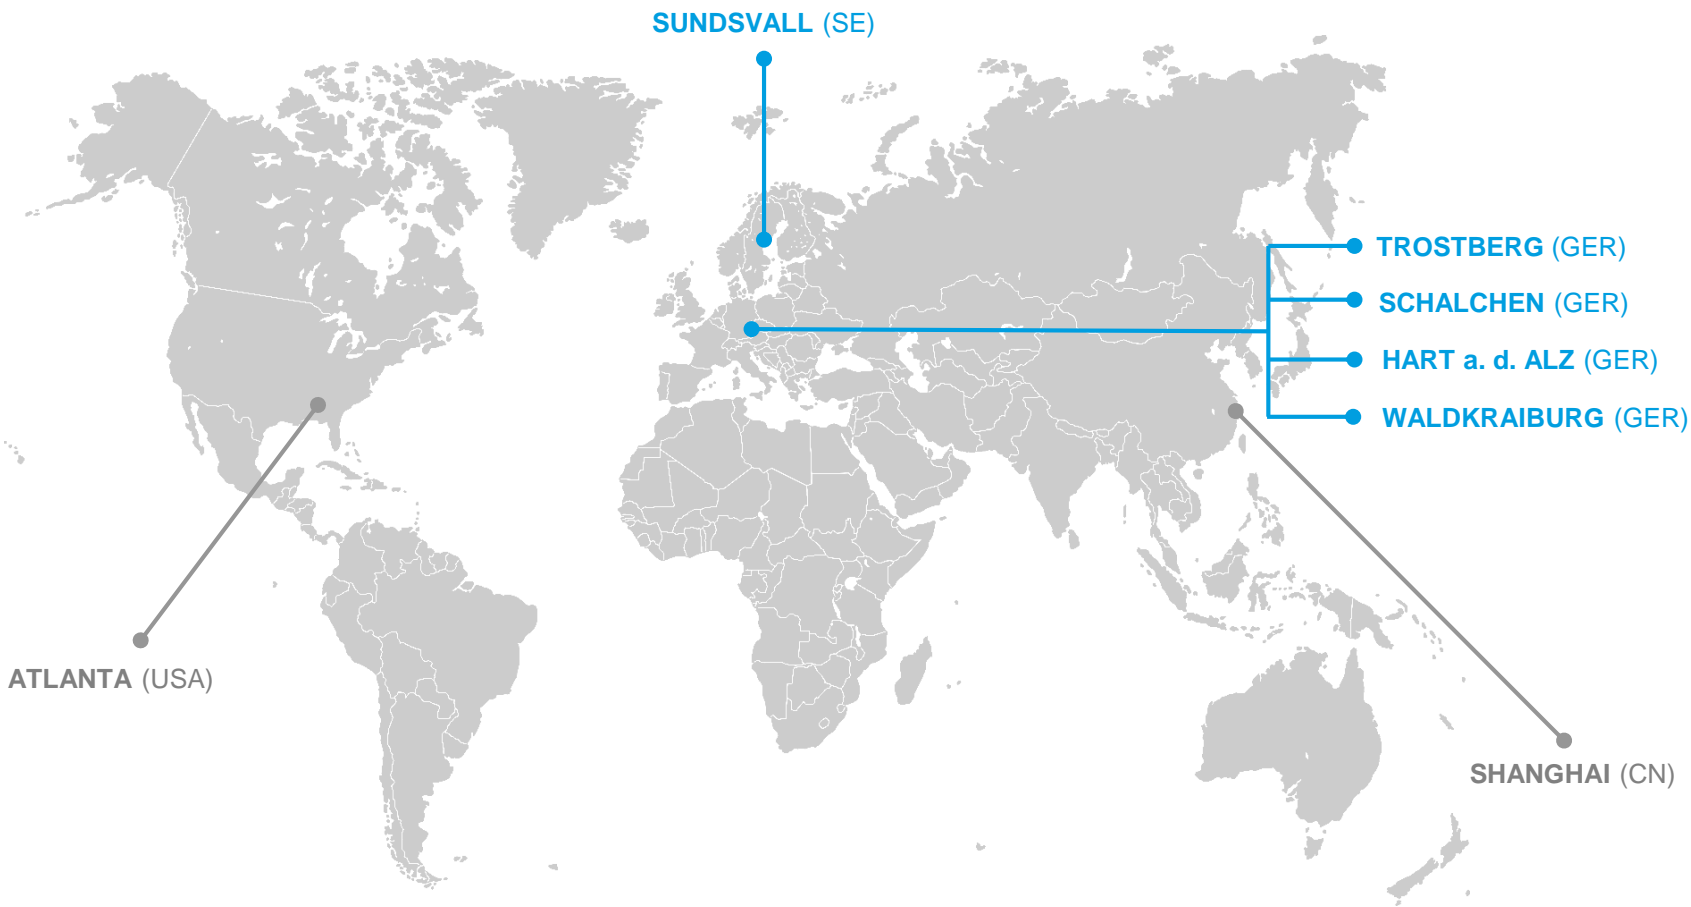 SUNDSVALL (SE)
TROSTBERG (GER)
SCHALCHEN (GER)
HART a. d. ALZ (GER)
WALDKRAIBURG (GER)
ATLANTA (USA)
SHANGHAI (CN)